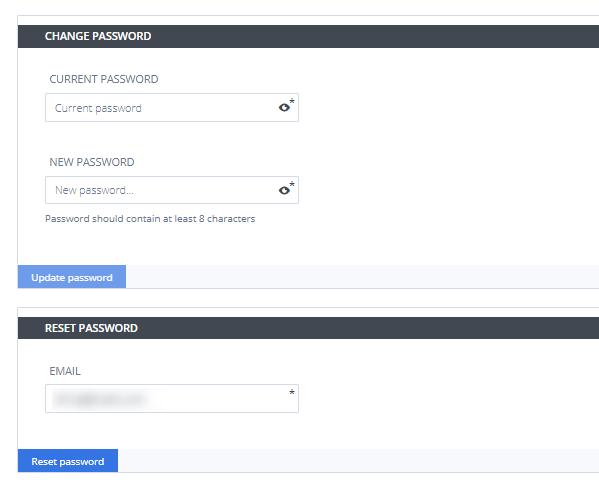 CHANGE PASSWORD
CURRENT PASSWORD
Current password *
NEW PASSWORD
New password... *
Password should contain at least 8 characters
Update password
RESET PASSWORD
EMAIL
*
Reset password